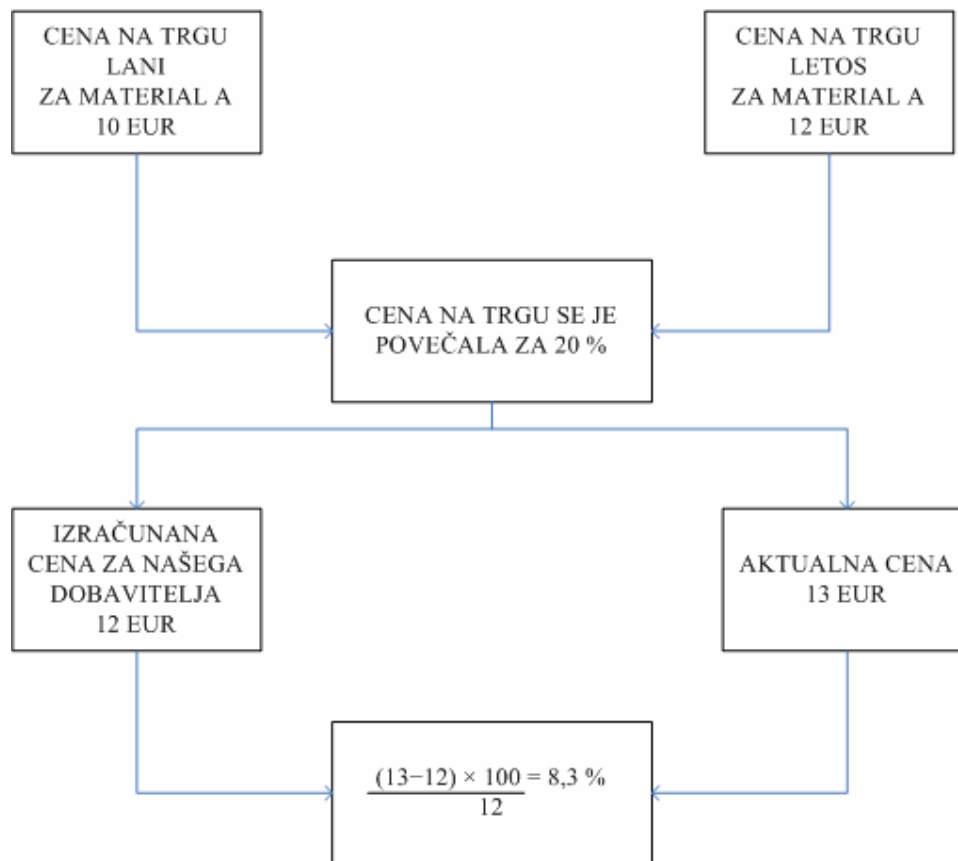 CENA NA TRGU
LANI
ZA MATERIAL A
10 EUR
CENA NA TRGU
LETOS
ZA MATERIAL A
12 EUR
CENA NA TRGU SE JE
POVEČALA ZA 20 %
IZRAČUNANA
CENA ZA NAŠEGA
DOBAVITELJA
12 EUR
AKTUALNA CENA
13 EUR
(13−12) × 100 = 8,3 %
12